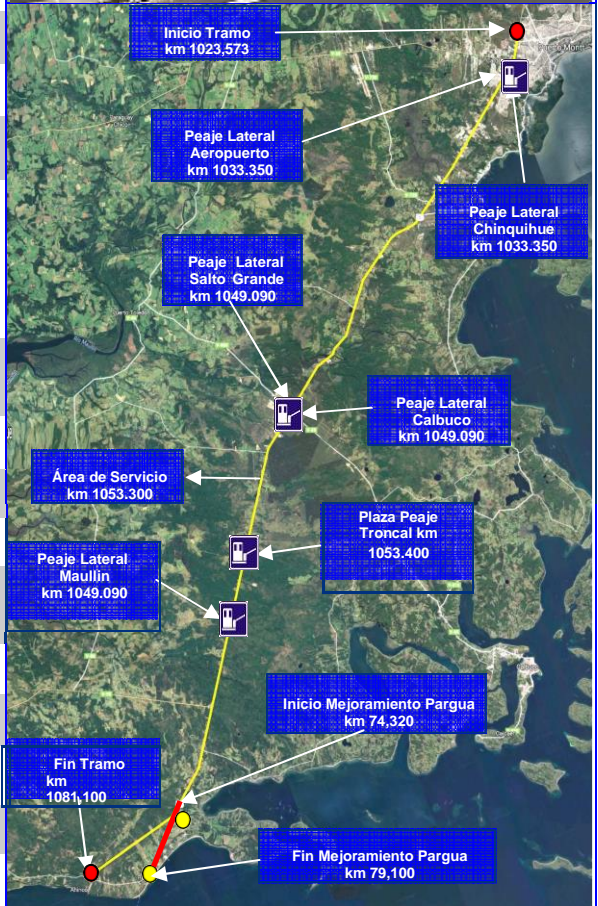 Inicio Tramo
km 1023,573
Puerto Montt
Peaje Lateral
Aeropuerto
km 1033.350
Peaje Lateral
Chinquihue
km 1033.350
Peaje Lateral
Salto Grande
km 1049.090
Peaje Lateral
Calbuco
km 1049.090
Área de Servicio
km 1053.300
Plaza Peaje
Troncal km
1053.400
Peaje Lateral
Maullin
km 1049.090
Inicio Mejoramiento Pargua
km 74,320
Fin Tramo
km
1081,100
Fin Mejoramiento Pargua
km 79,100